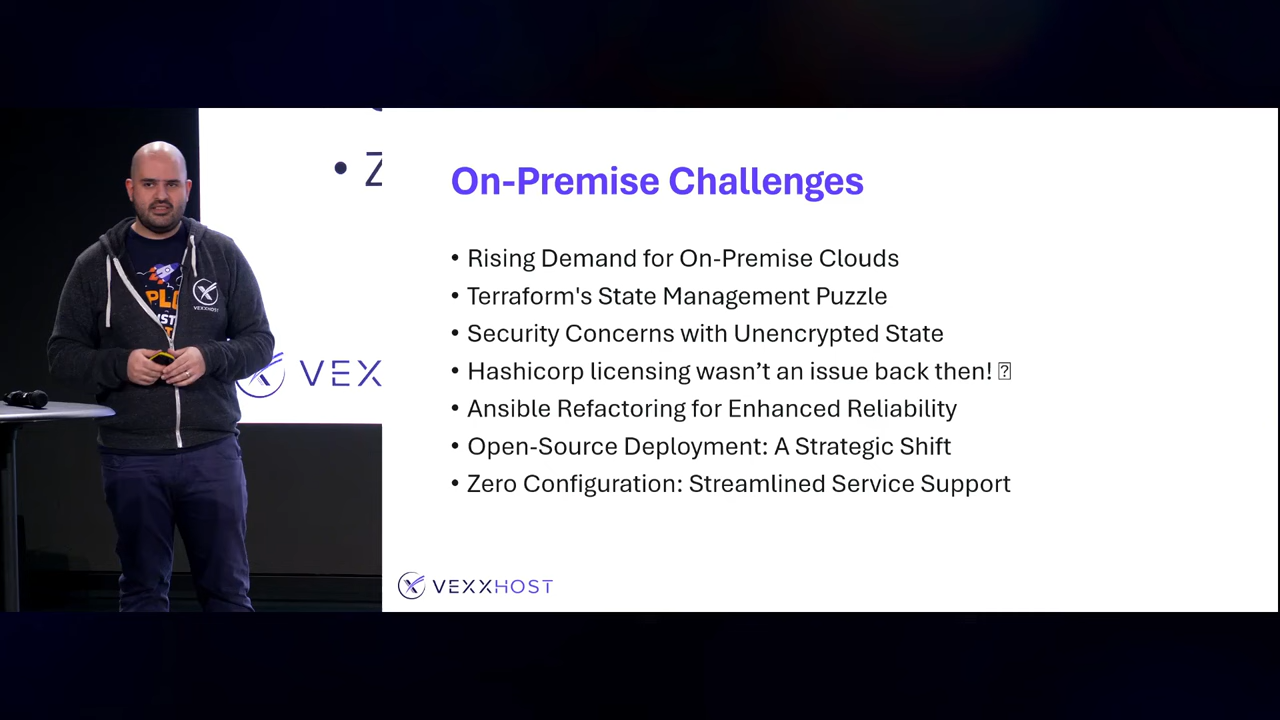 • Z
On-Premise Challenges
• Rising Demand for On-Premise Clouds
• Terraform's State Management Puzzle
• Security Concerns with Unencrypted State
• Hashicorp licensing wasn’t an issue back then! 
• Ansible Refactoring for Enhanced Reliability
• Open-Source Deployment: A Strategic Shift
• Zero Configuration: Streamlined Service Support
VEXXHOST
VEX
VEXXHOST